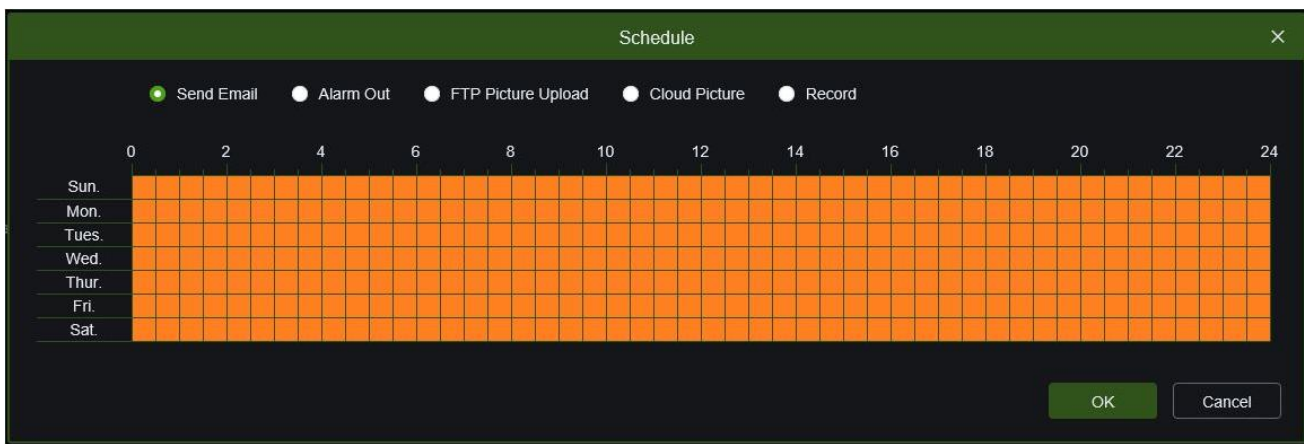 Schedule
Send Email Alarm Out FTP Picture Upload Cloud Picture Record
0 2 4 6 8 10 12 14 16 18 20 22 24
Sun.
Mon.
Tues.
Wed.
Thur.
Fri.
Sat.
OK Cancel